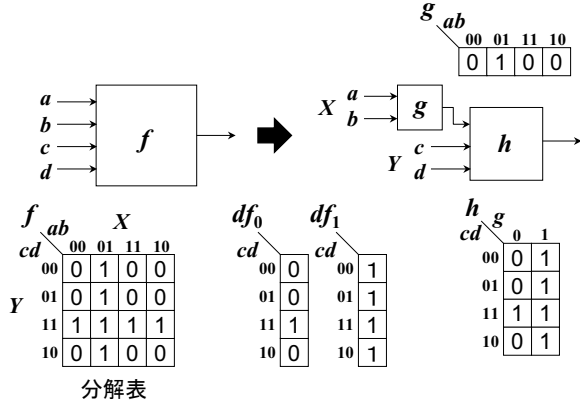 g
ab
00 01 11 10
0 1 0 0
a
b
c
d
f
X
a
b
g
Y
c
d
h
f
ab
X
cd
00 01 11 10
Y
00 0 1 0 0
01 0 1 0 0
11 1 1 1 1
10 0 1 0 0
分解表
df0
cd
00 0
01 0
11 1
10 0
df1
cd
00 1
01 1
11 1
10 1
h
g
cd
0 1
00 0 1
01 0 1
11 1 1
10 0 1